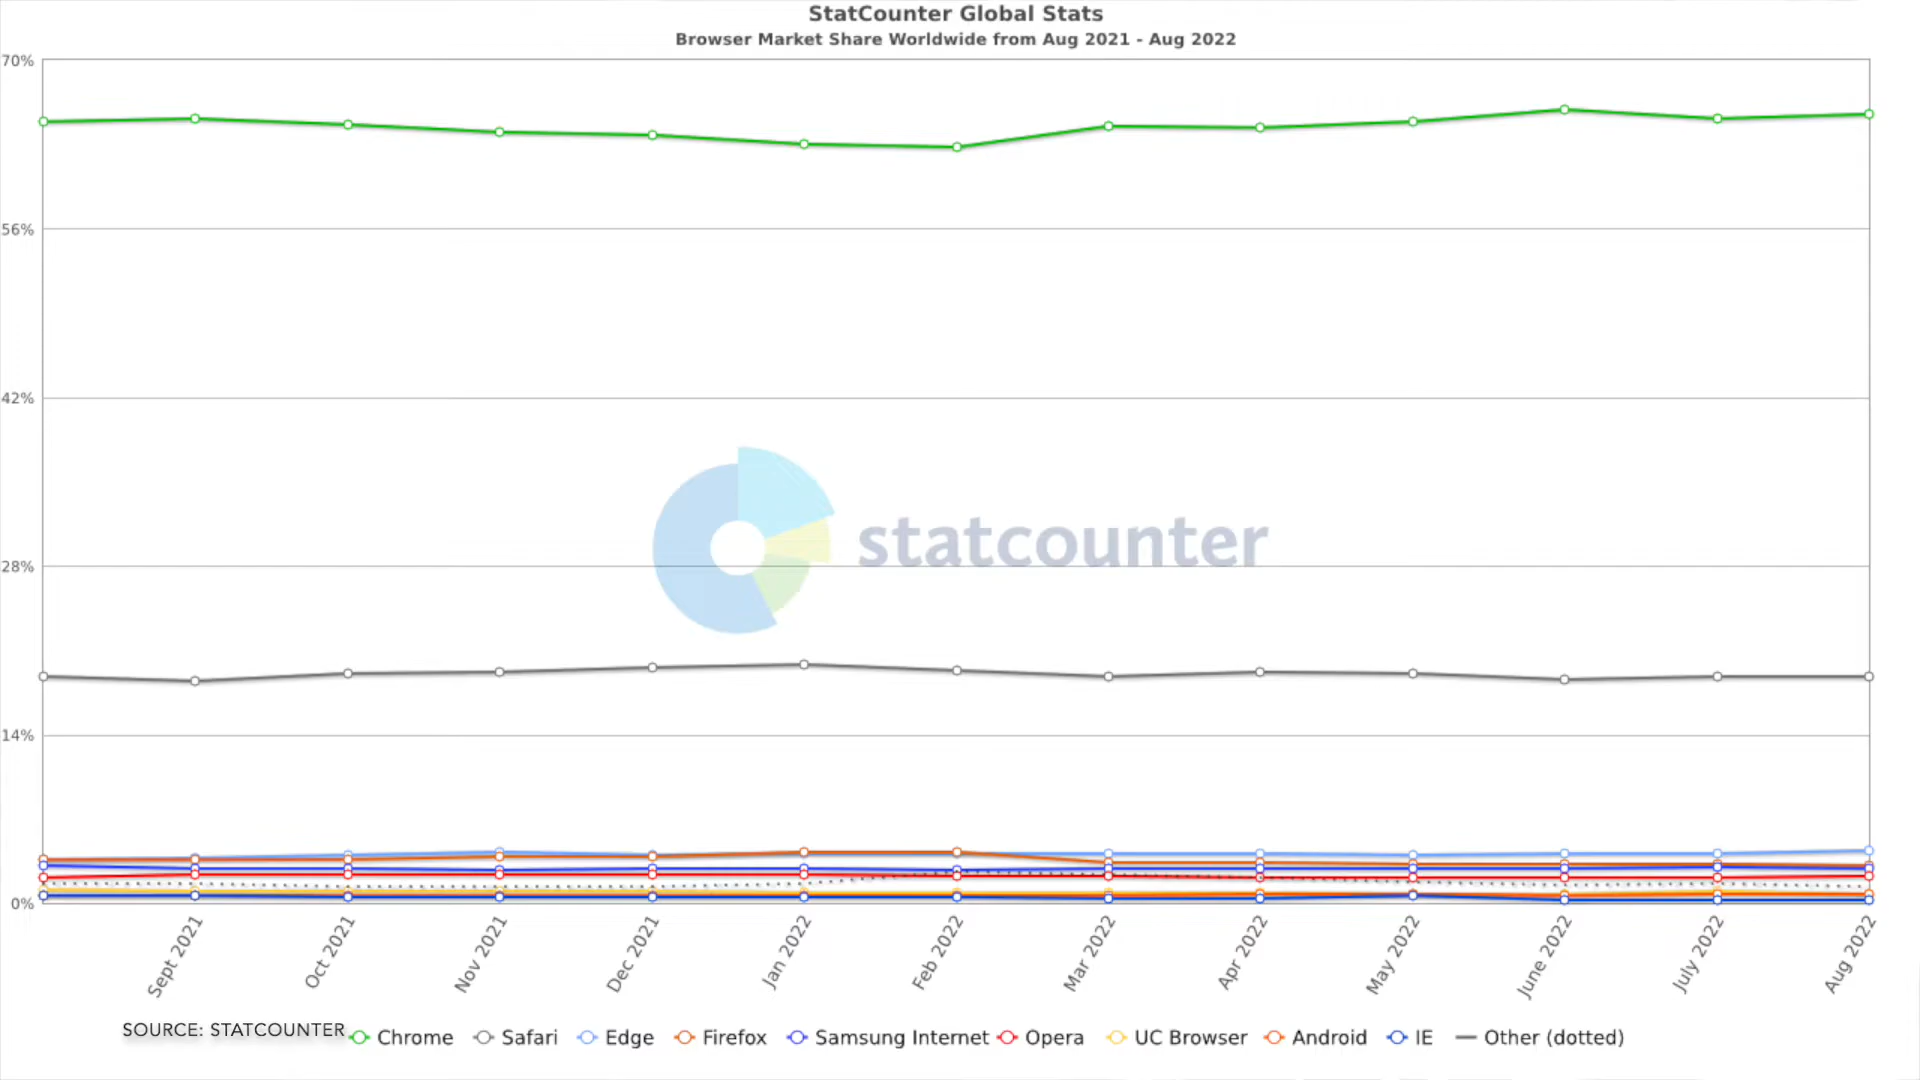 StatCounter Global Stats
Browser Market Share Worldwide from Aug 2021 - Aug 2022
70%
56%
42%
28%
14%
0%
statcounter
Sept 2021
Oct 2021
Nov 2021
Dec 2021
Jan 2022
Feb 2022
Mar 2022
Apr 2022
May 2022
June 2022
July 2022
Aug 2022
SOURCE: STATCOUNTER
Chrome Safari Edge Firefox Samsung Internet Opera UC Browser Android IE Other (dotted)